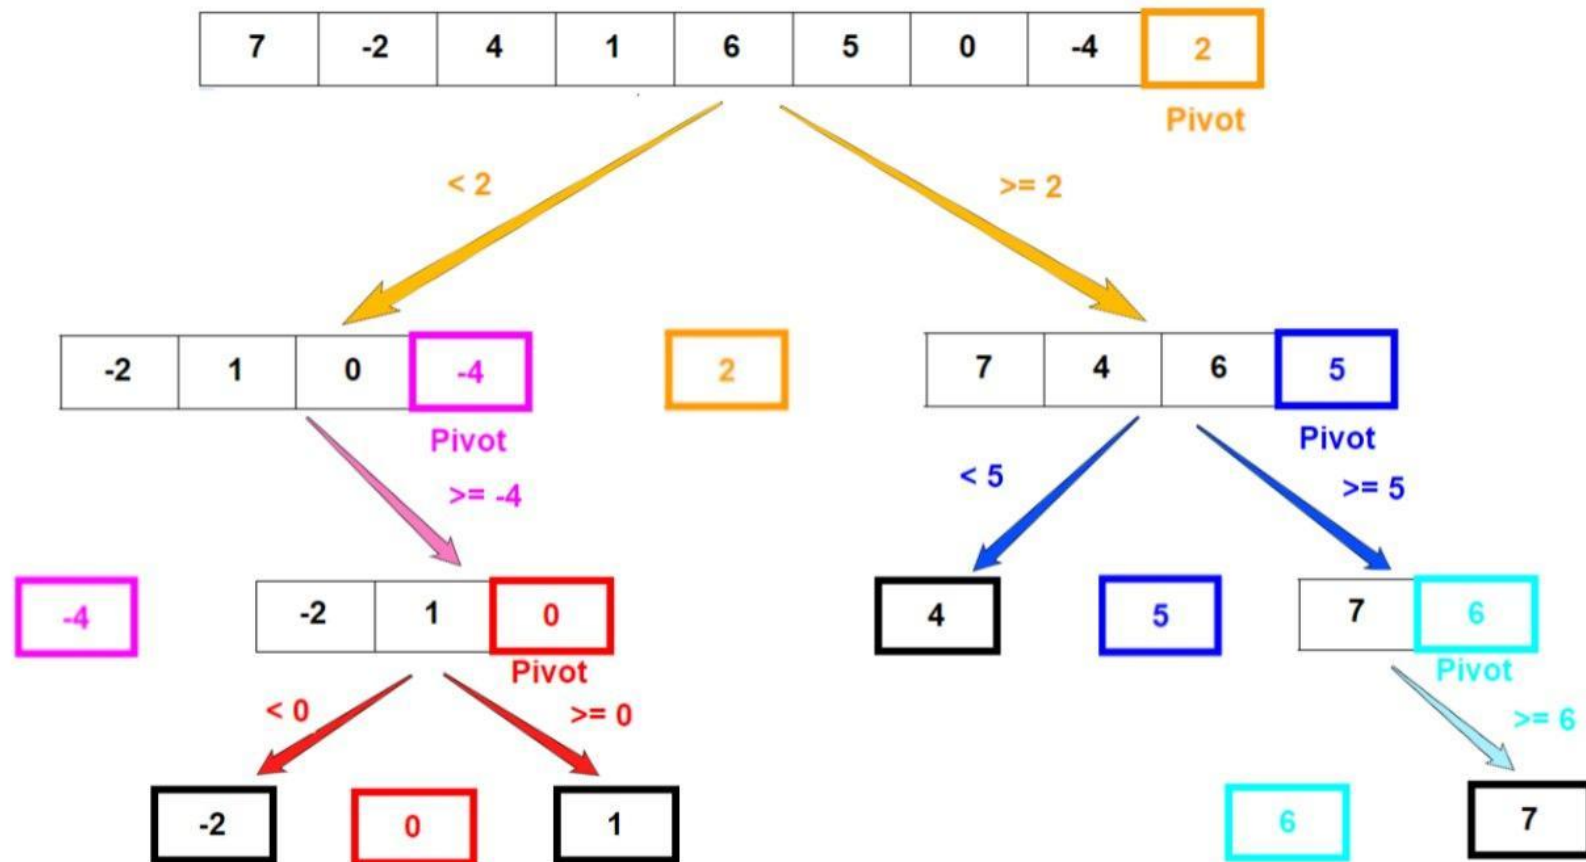 7 -2 4 1 6 5 0 -4 2
Pivot
< 2 >= 2
-2 1 0 -4 2 7 4 6 5
Pivot Pivot
< 5 >= 5
>= -4
-4 -2 1 0 4 5 7 6
Pivot Pivot
< 0 >= 0 >= 6
-2 0 1 6 7